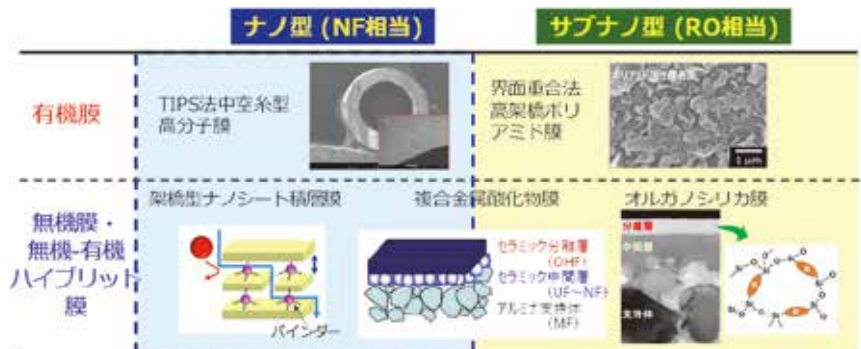 ナノ型 (NF相当)
サブナノ型 (RO相当)
有機膜
TIPS法中空糸型
高分子膜
界面重合法
高架橋ポリ
アミド膜
1 μm
無機膜・
無機-有機
ハイブリット
膜
架橋型ナノシート積層膜
バインダー
複合金属酸化物膜
セラミック分離層
(OHF)
セラミック中間層
(UF～NF)
アルミナ支持体
(MF)
オルガノシリカ膜
分離層
中間層
支持体